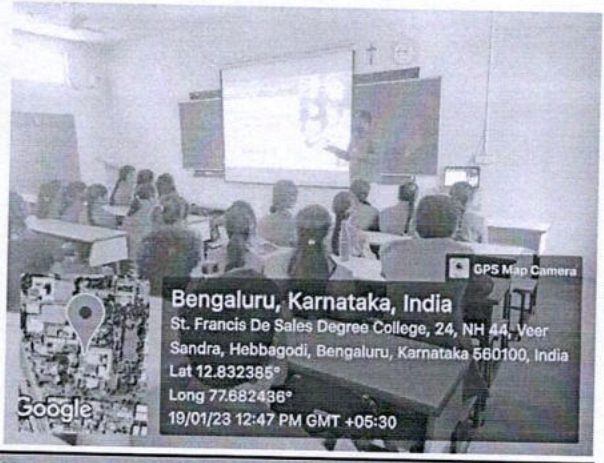 GPS Map Camera
Bengaluru, Karnataka, India
St. Francis De Sales Degree College, 24, NH 44, Veer
Sandra, Hebbagodi, Bengaluru, Karnataka 560100, India
Lat 12.832385°
Long 77.682436°
19/01/23 12:47 PM GMT +05:30
Google